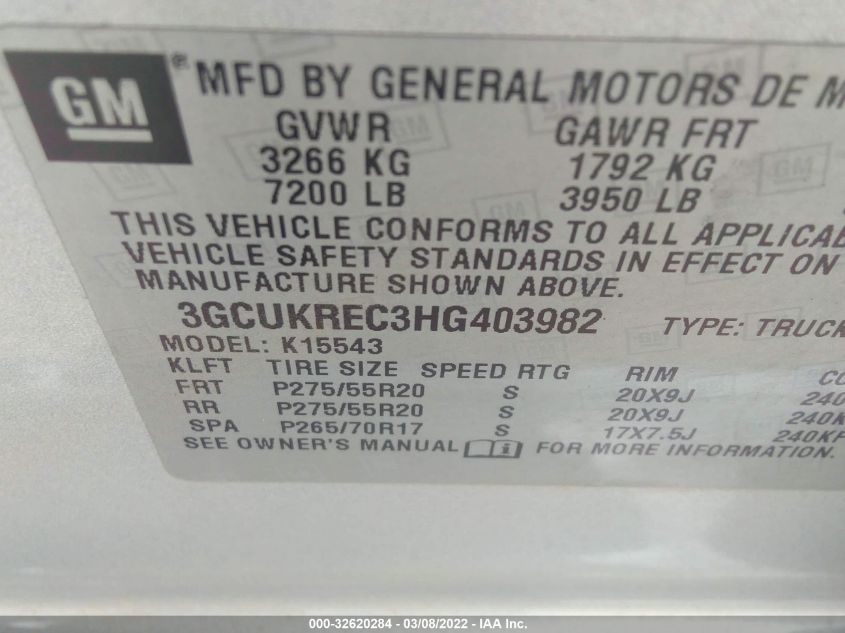 GM ® MFD BY GENERAL MOTORS DE M
GVWR GAWR FRT
3266 KG 1792 KG
7200 LB 3950 LB
THIS VEHICLE CONFORMS TO ALL APPLICAB
VEHICLE SAFETY STANDARDS IN EFFECT ON
MANUFACTURE SHOWN ABOVE.
3GCUKREC3HG403982 TYPE: TRUCK
MODEL: K15543
KLFT TIRE SIZE SPEED RTG RIM CO
FRT P275/55R20 S 20X9J 240
RR P275/55R20 S 20X9J 240K
SPA P265/70R17 S 17X7.5J 240KP
SEE OWNER'S MANUAL i FOR MORE INFORMATION.
000-32620284 - 03/08/2022 - IAA Inc.